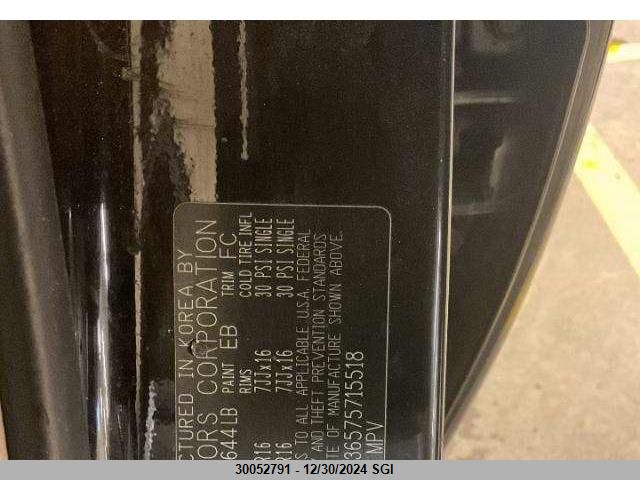 CTURED IN KOREA BY
ORS CORPORATION
644LB PAINT EB TRIM FC
RIMS COLD TIRE INFL
R16 7JJx16 30 PSI SINGLE
R16 7JJx16 30 PSI SINGLE
S TO ALL APPLICABLE U.S.A. FEDERAL
Y AND THEFT PREVENTION STANDARDS
TE OF MANUFACTURE SHOWN ABOVE.
36575715518
MPV
30052791 - 12/30/2024 SGI